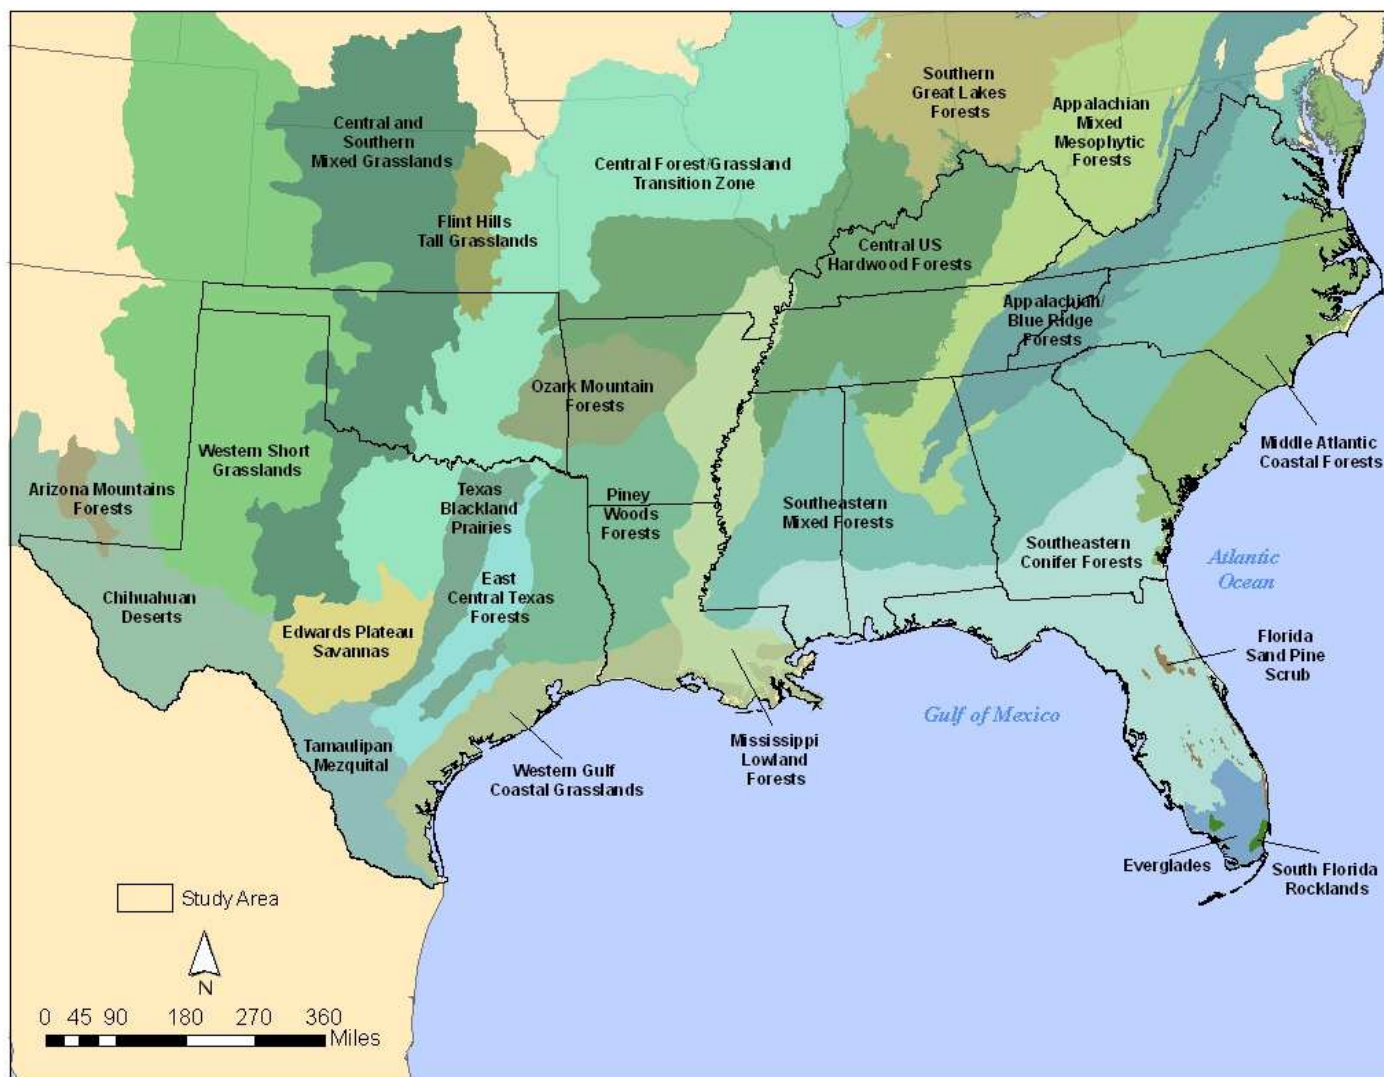 Southern
Great Lakes
Forests
Appalachian
Mixed
Mesophytic
Forests
Central and
Southern
Mixed Grasslands
Central Forest/Grassland
Transition Zone
Flint Hills
Tall Grasslands
Central US
Hardwood Forests
Appalachian/
Blue Ridge
Forests
Ozark Mountain
Forests
Middle Atlantic
Coastal Forests
Western Short
Grasslands
Arizona Mountains
Forests
Texas
Blackland
Prairies
Piney
Woods
Forests
Southeastern
Mixed Forests
Southeastern
Conifer Forests
Atlantic
Ocean
Chihuahuan
Deserts
East
Central Texas
Forests
Edwards Plateau
Savannas
Florida
Sand Pine
Scrub
Gulf of Mexico
Tamaulipan
Mezquital
Western Gulf
Coastal Grasslands
Mississippi
Lowland
Forests
Everglades
South Florida
Rocklands
Study Area
N
0 45 90 180 270 360
Miles